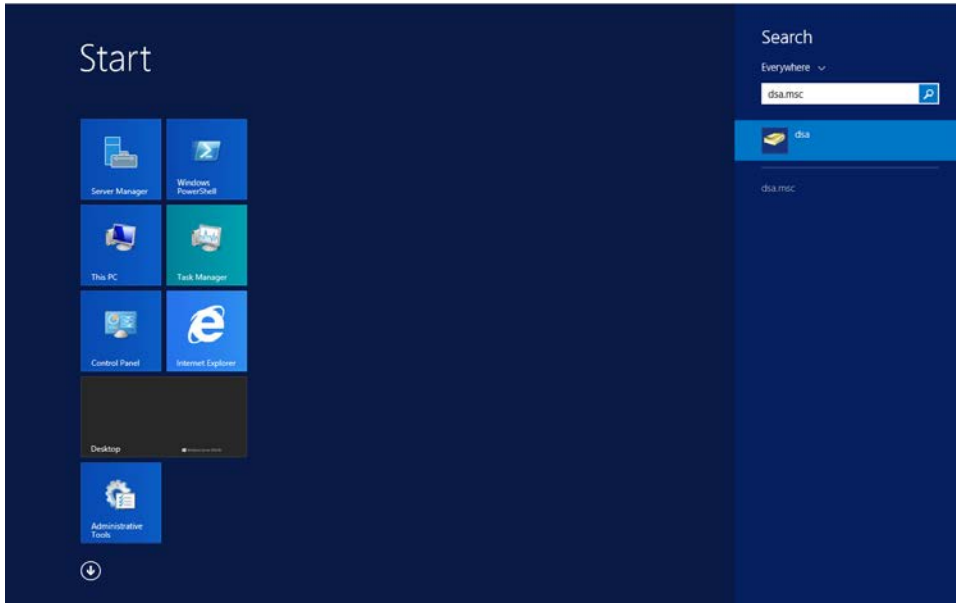 Start
Search
Everywhere
dsa.msc
dsa
dsa.msc
Server Manager
Windows
PowerShell
This PC
Task Manager
Control Panel
Internet Explorer
Desktop
Administrative
Tools